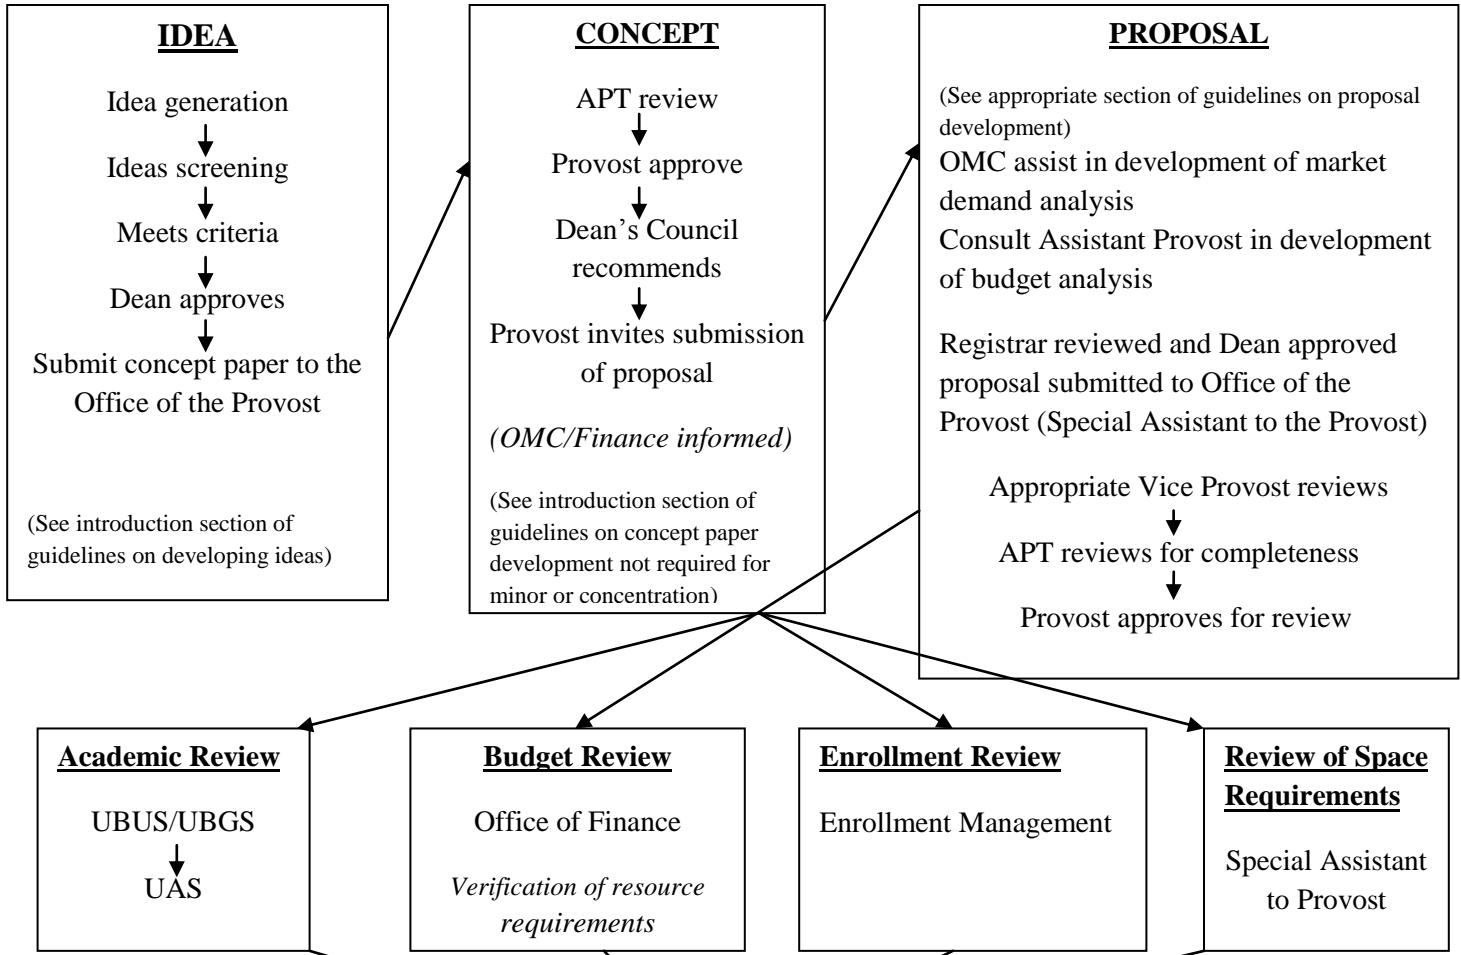 IDEA
Idea generation
Ideas screening
Meets criteria
Dean approves
Submit concept paper to the
Office of the Provost
(See introduction section of
guidelines on developing ideas)
CONCEPT
APT review
Provost approve
Dean’s Council
recommends
Provost invites submission
of proposal
(OMC/Finance informed)
(See introduction section of
guidelines on concept paper
development not required for
minor or concentration)
PROPOSAL
(See appropriate section of guidelines on proposal
development)
OMC assist in development of market
demand analysis
Consult Assistant Provost in development
of budget analysis
Registrar reviewed and Dean approved
proposal submitted to Office of the
Provost (Special Assistant to the Provost)
Appropriate Vice Provost reviews
APT reviews for completeness
Provost approves for review
Academic Review
UBUS/UBGS
UAS
Budget Review
Office of Finance
Verification of resource
requirements
Enrollment Review
Enrollment Management
Review of Space
Requirements
Special Assistant
to Provost